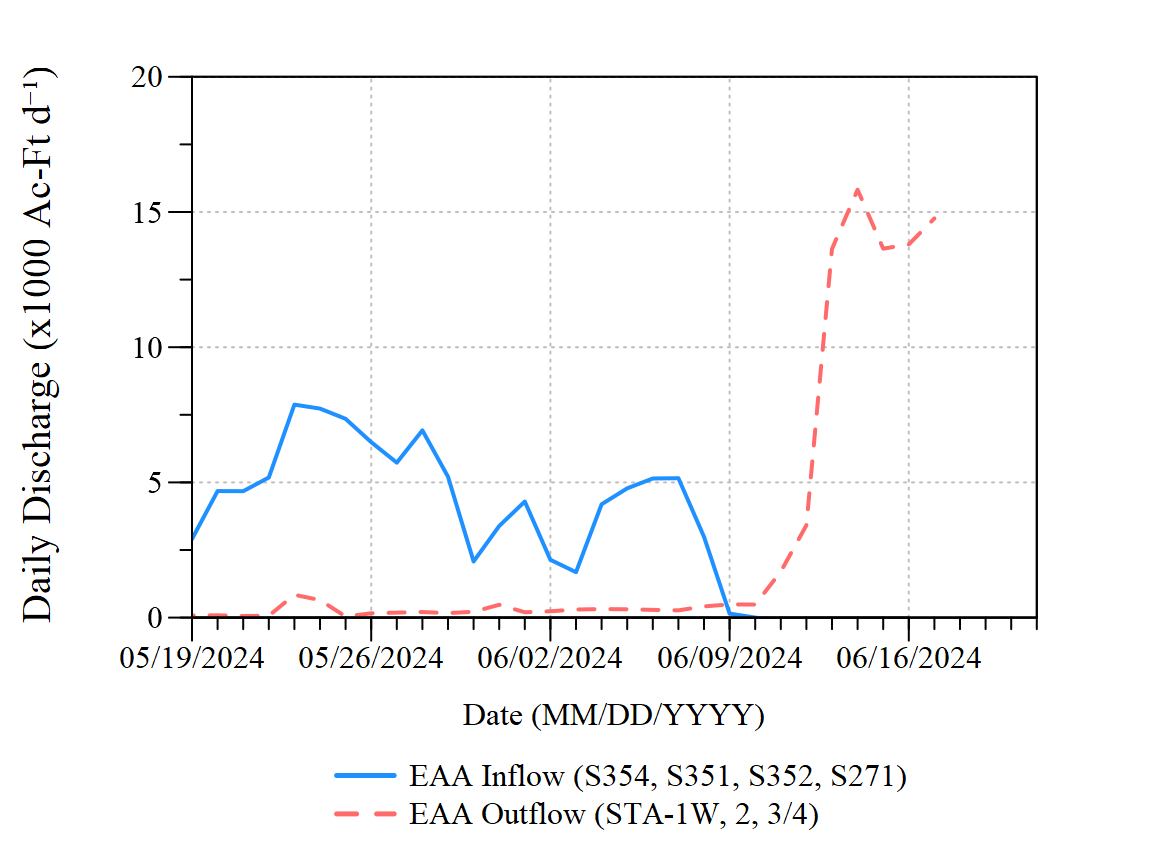 Daily Discharge (x1000 Ac-Ft d⁻¹)
20
15
10
5
0
05/19/2024 05/26/2024 06/02/2024 06/09/2024 06/16/2024
Date (MM/DD/YYYY)
EAA Inflow (S354, S351, S352, S271)
EAA Outflow (STA-1W, 2, 3/4)